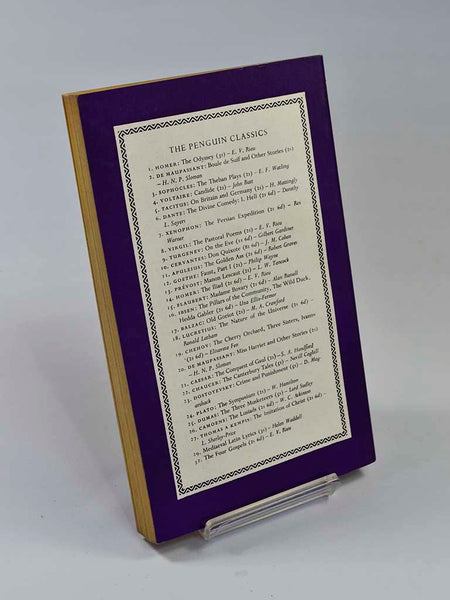 THE PENGUIN CLASSICS
1. HOMER: The Odyssey (3s) – E. V. Rieu
2. DE MAUPASSANT: Boule de Suif and Other Stories (2s)
– H. N. P. Sloman
3. SOPHOCLES: The Theban Plays (2s) – E. F. Watling
4. VOLTAIRE: Candide (2s) – John Butt
5. TACITUS: On Britain and Germany (2s) – H. Mattingly
6. DANTE: The Divine Comedy: I. Hell (2s 6d) – Dorothy
L. Sayers
7. XENOPHON: The Persian Expedition (2s 6d) – Rex
Warner
8. VIRGIL: The Pastoral Poems (2s) – E. V. Rieu
9. TURGENEV: On the Eve (2s 6d) – Gilbert Gardiner
10. CERVANTES: Don Quixote (6d) – J. M. Cohen
11. APULEIUS: The Golden Ass (2s 6d) – Robert Graves
12. GOETHE: Faust, Part I (2s) – Philip Wayne
13. PRÉVOST: Manon Lescaut (2s) – L. W. Tancock
14. HOMER: The Iliad (2s 6d) – E. V. Rieu
15. FLAUBERT: Madame Bovary (2s 6d) – Alan Russell
16. IBSEN: The Pillars of the Community, The Wild Duck,
Hedda Gabler (2s 6d) – Una Ellis-Fermor
17. BALZAC: Old Goriot (2s) – M. A. Crawford
18. LUCRETIUS: The Nature of the Universe (2s 6d) –
Ronald Latham
19. CHEHOV: The Cherry Orchard, Three Sisters, Ivanov
(2s 6d) – Elisaveta Fen
20. DE MAUPASSANT: Miss Harriet and Other Stories (2s)
– H. N. P. Sloman
21. CAESAR: The Conquest of Gaul (2s) – S. A. Handford
22. CHAUCER: The Canterbury Tales (5s) – Nevill Coghill
23. DOSTOYEVSKY: Crime and Punishment (5s) – D. Mag-
arshack
24. PLATO: The Symposium (2s) – W. Hamilton
25. DUMAS: The Three Musketeers (5s) – Lord Sudley
26. CAMOENS: The Lusiads (2s 6d) – W. C. Atkinson
27. THOMAS A KEMPIS: The Imitation of Christ (2s 6d) –
L. Sherley-Price
29. Mediaeval Latin Lyrics (3s 6d) – Helen Waddell
32. The Four Gospels (2s 6d) – E. V. Rieu